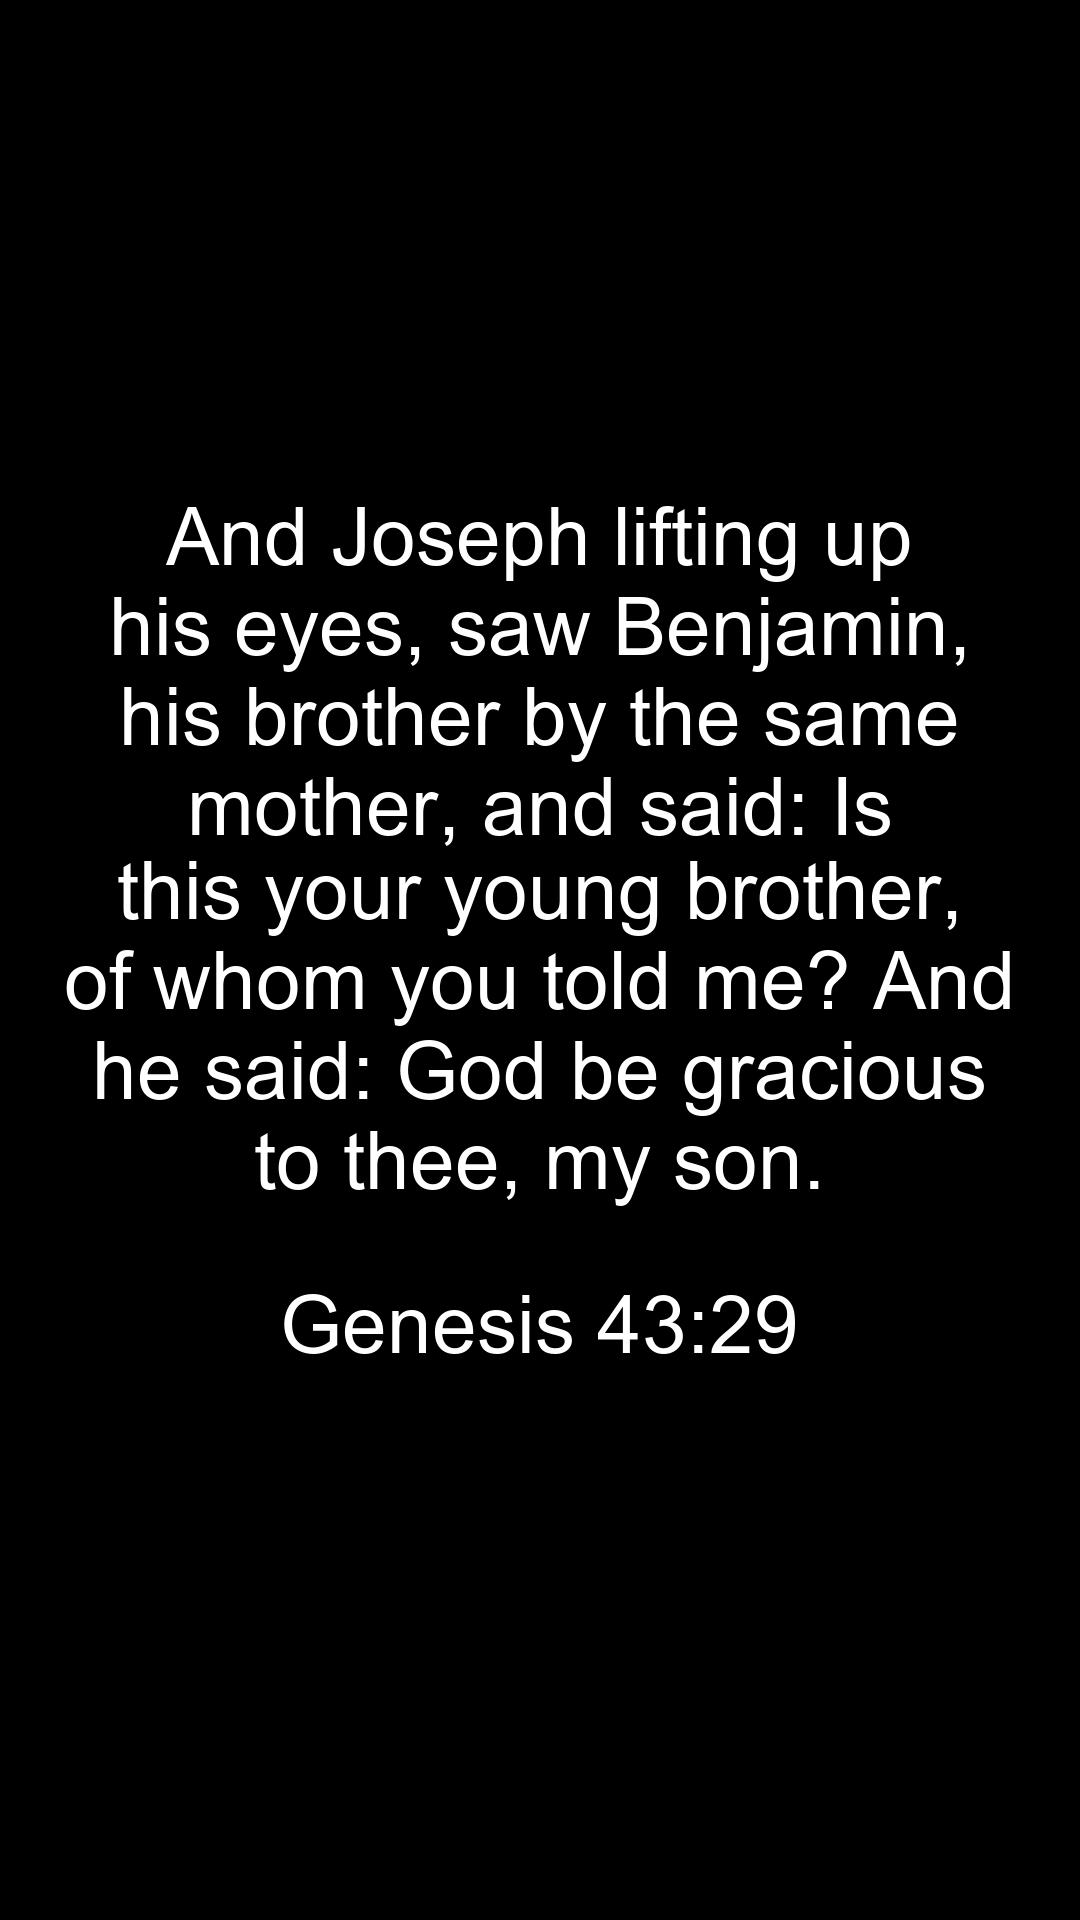 And Joseph lifting up
his eyes, saw Benjamin,
his brother by the same
mother, and said: Is
this your young brother,
of whom you told me? And
he said: God be gracious
to thee, my son.
Genesis 43:29